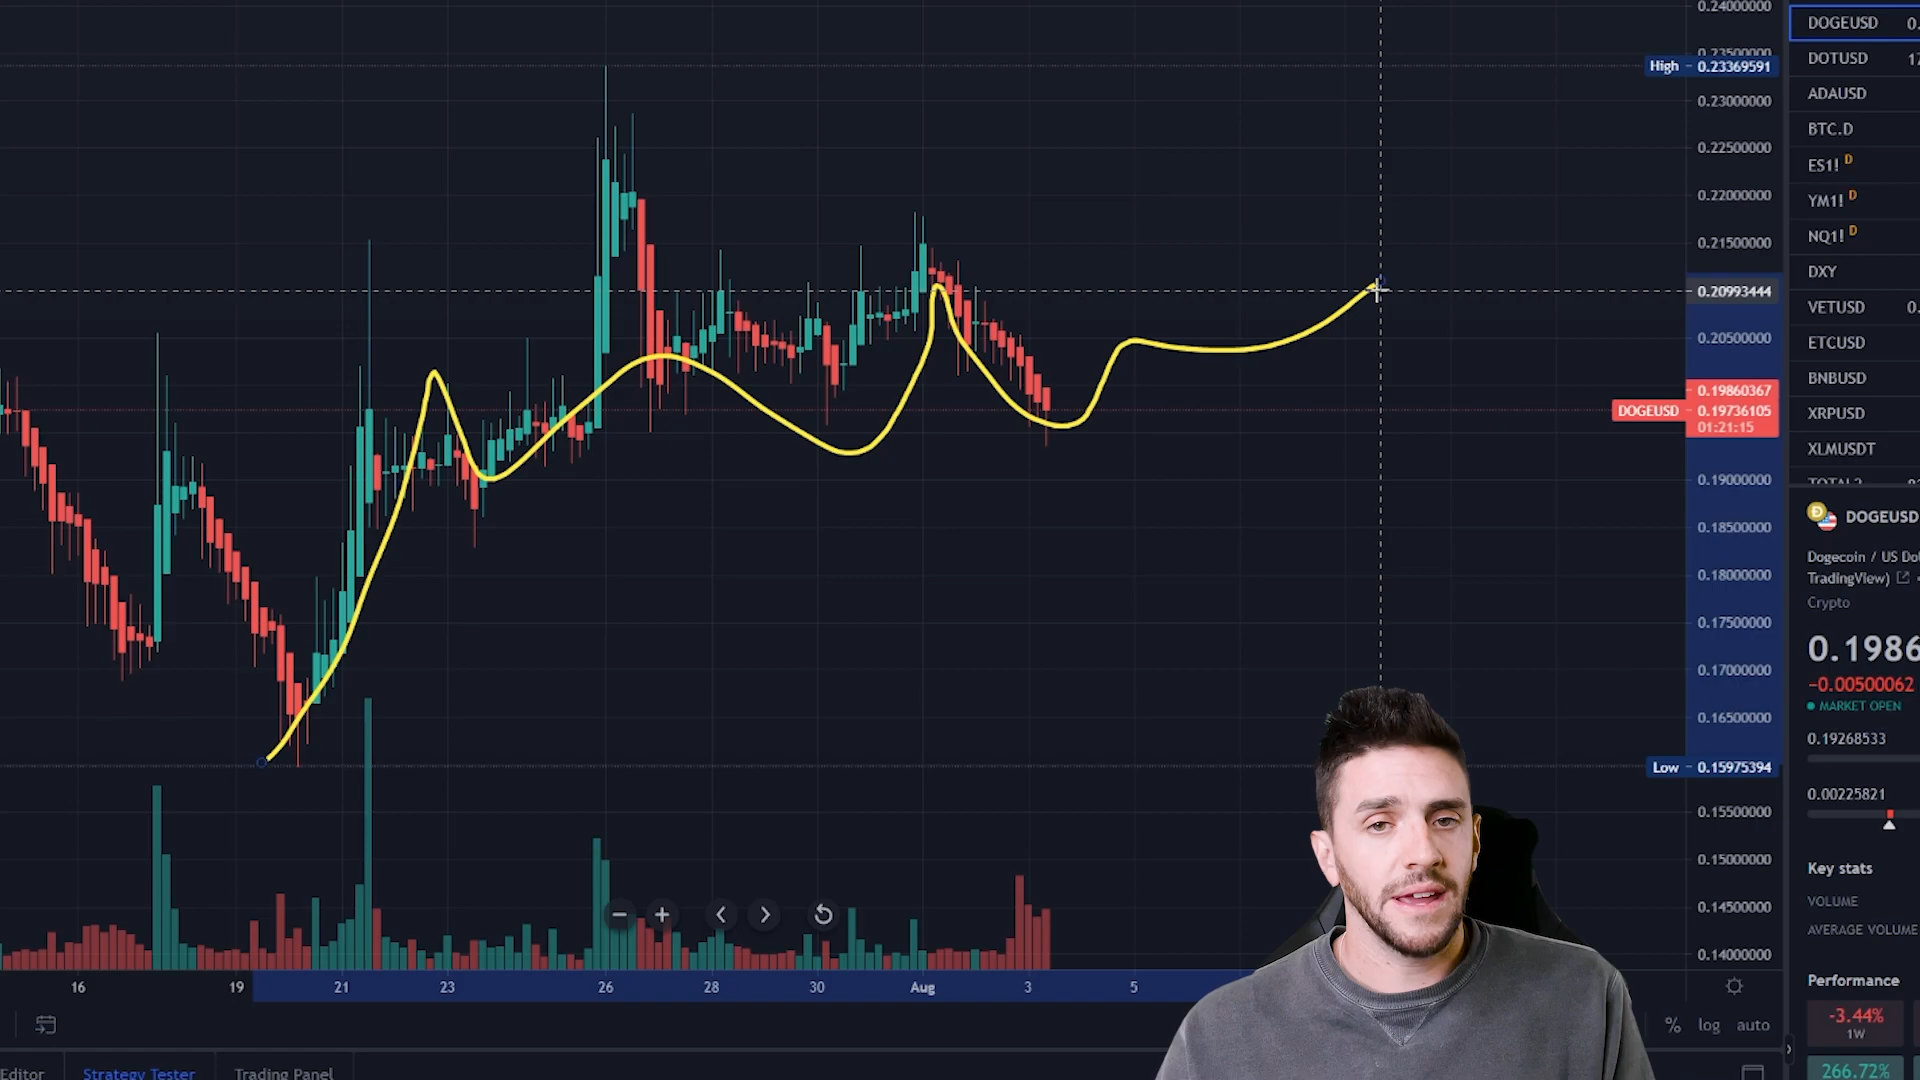 0.24000000
0.23500000
High - 0.23369591
0.23000000
0.22500000
0.22000000
0.21500000
0.20993444
0.20500000
0.19860367
DOGEUSD - 0.19736105
01:21:15
0.19000000
0.18500000
0.18000000
0.17500000
0.17000000
0.16500000
Low - 0.15975394
0.15500000
0.15000000
0.14500000
0.14000000
16 19 21 23 26 28 30 Aug 3 5
% log auto
Editor Strategy Tester Trading Panel
DOGEUSD 0.
DOTUSD 17
ADAUSD
BTC.D
ES1! D
YM1! D
NQ1! D
DXY
VETUSD 0.
ETCUSD
BNBUSD
XRPUSD
XLMUSDT
DOGEUSD
Dogecoin / US Dol
TradingView)
Crypto
0.1986
-0.00500062
MARKET OPEN
0.19268533
0.00225821
Key stats
VOLUME
AVERAGE VOLUME
Performance
-3.44%
1W
266.72%